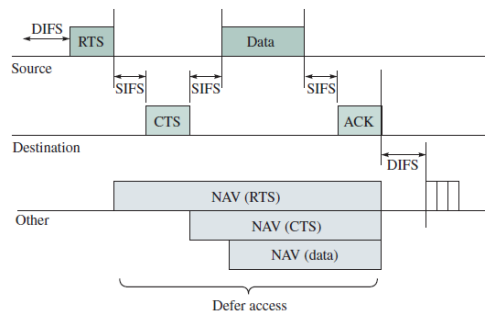 DIFS
RTS
Data
Source
SIFS
SIFS
SIFS
CTS
ACK
Destination
DIFS
NAV (RTS)
Other
NAV (CTS)
NAV (data)
Defer access